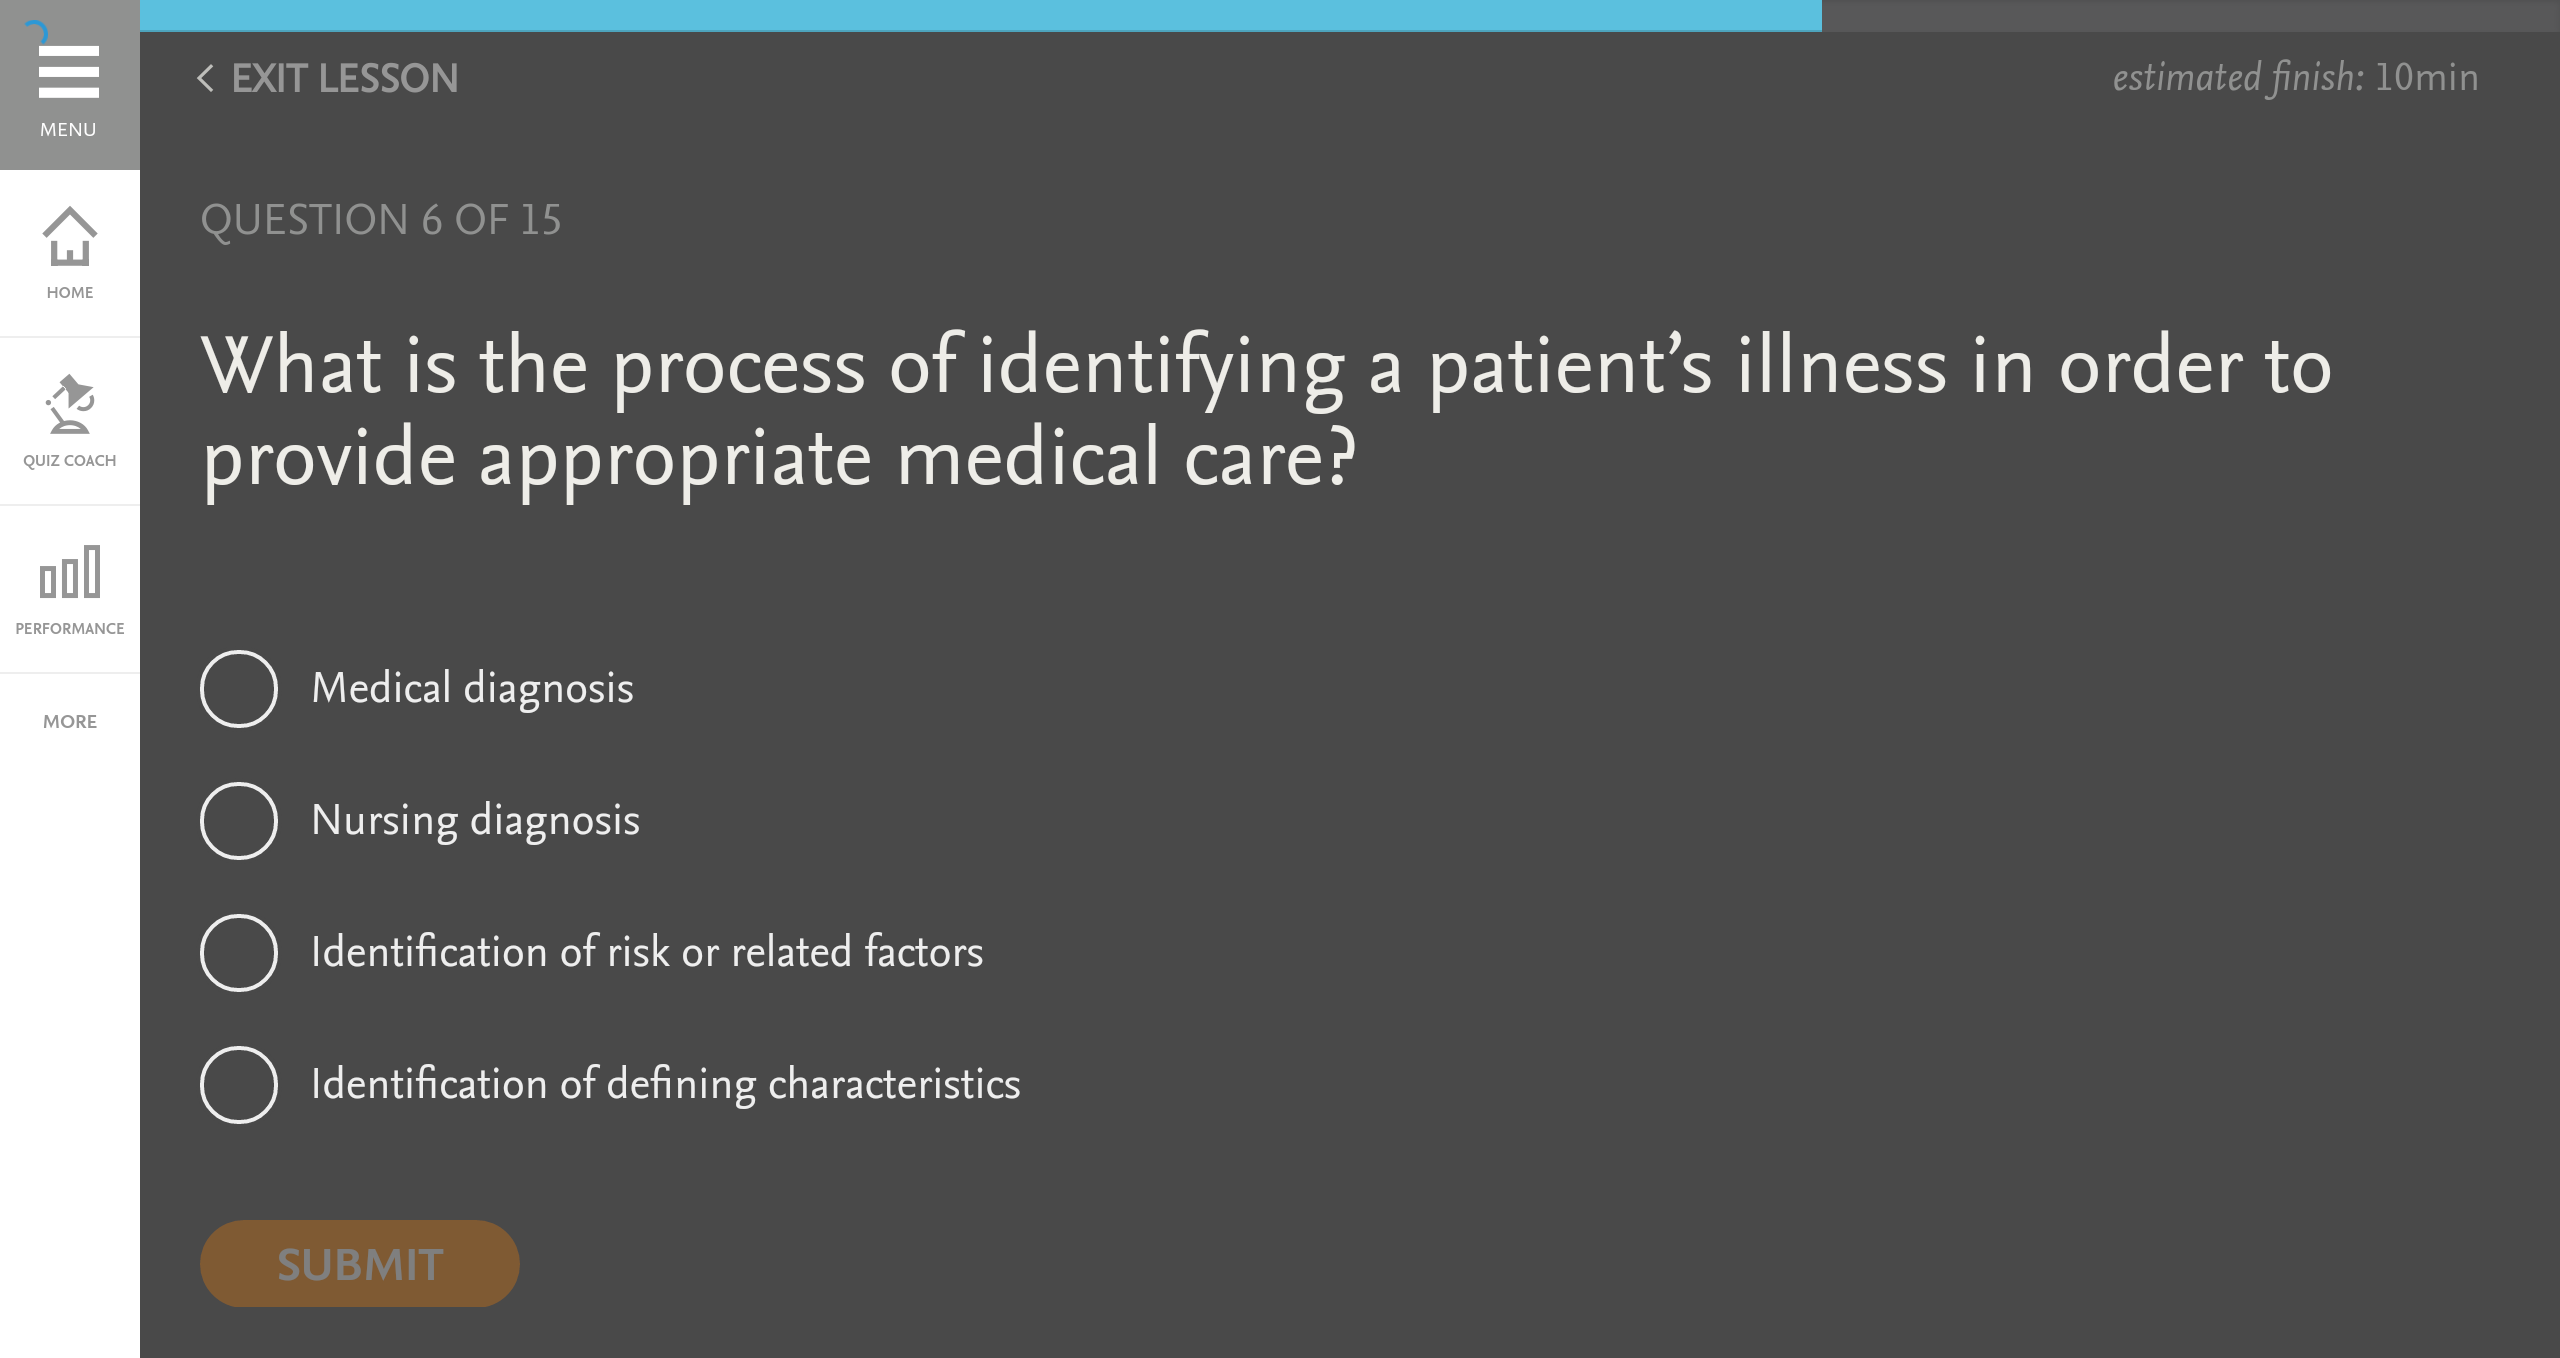 MENU
HOME
QUIZ COACH
PERFORMANCE
MORE
EXIT LESSON
estimated finish: 10min
QUESTION 6 OF 15
What is the process of identifying a patient’s illness in order to
provide appropriate medical care?
Medical diagnosis
Nursing diagnosis
Identification of risk or related factors
Identification of defining characteristics
SUBMIT